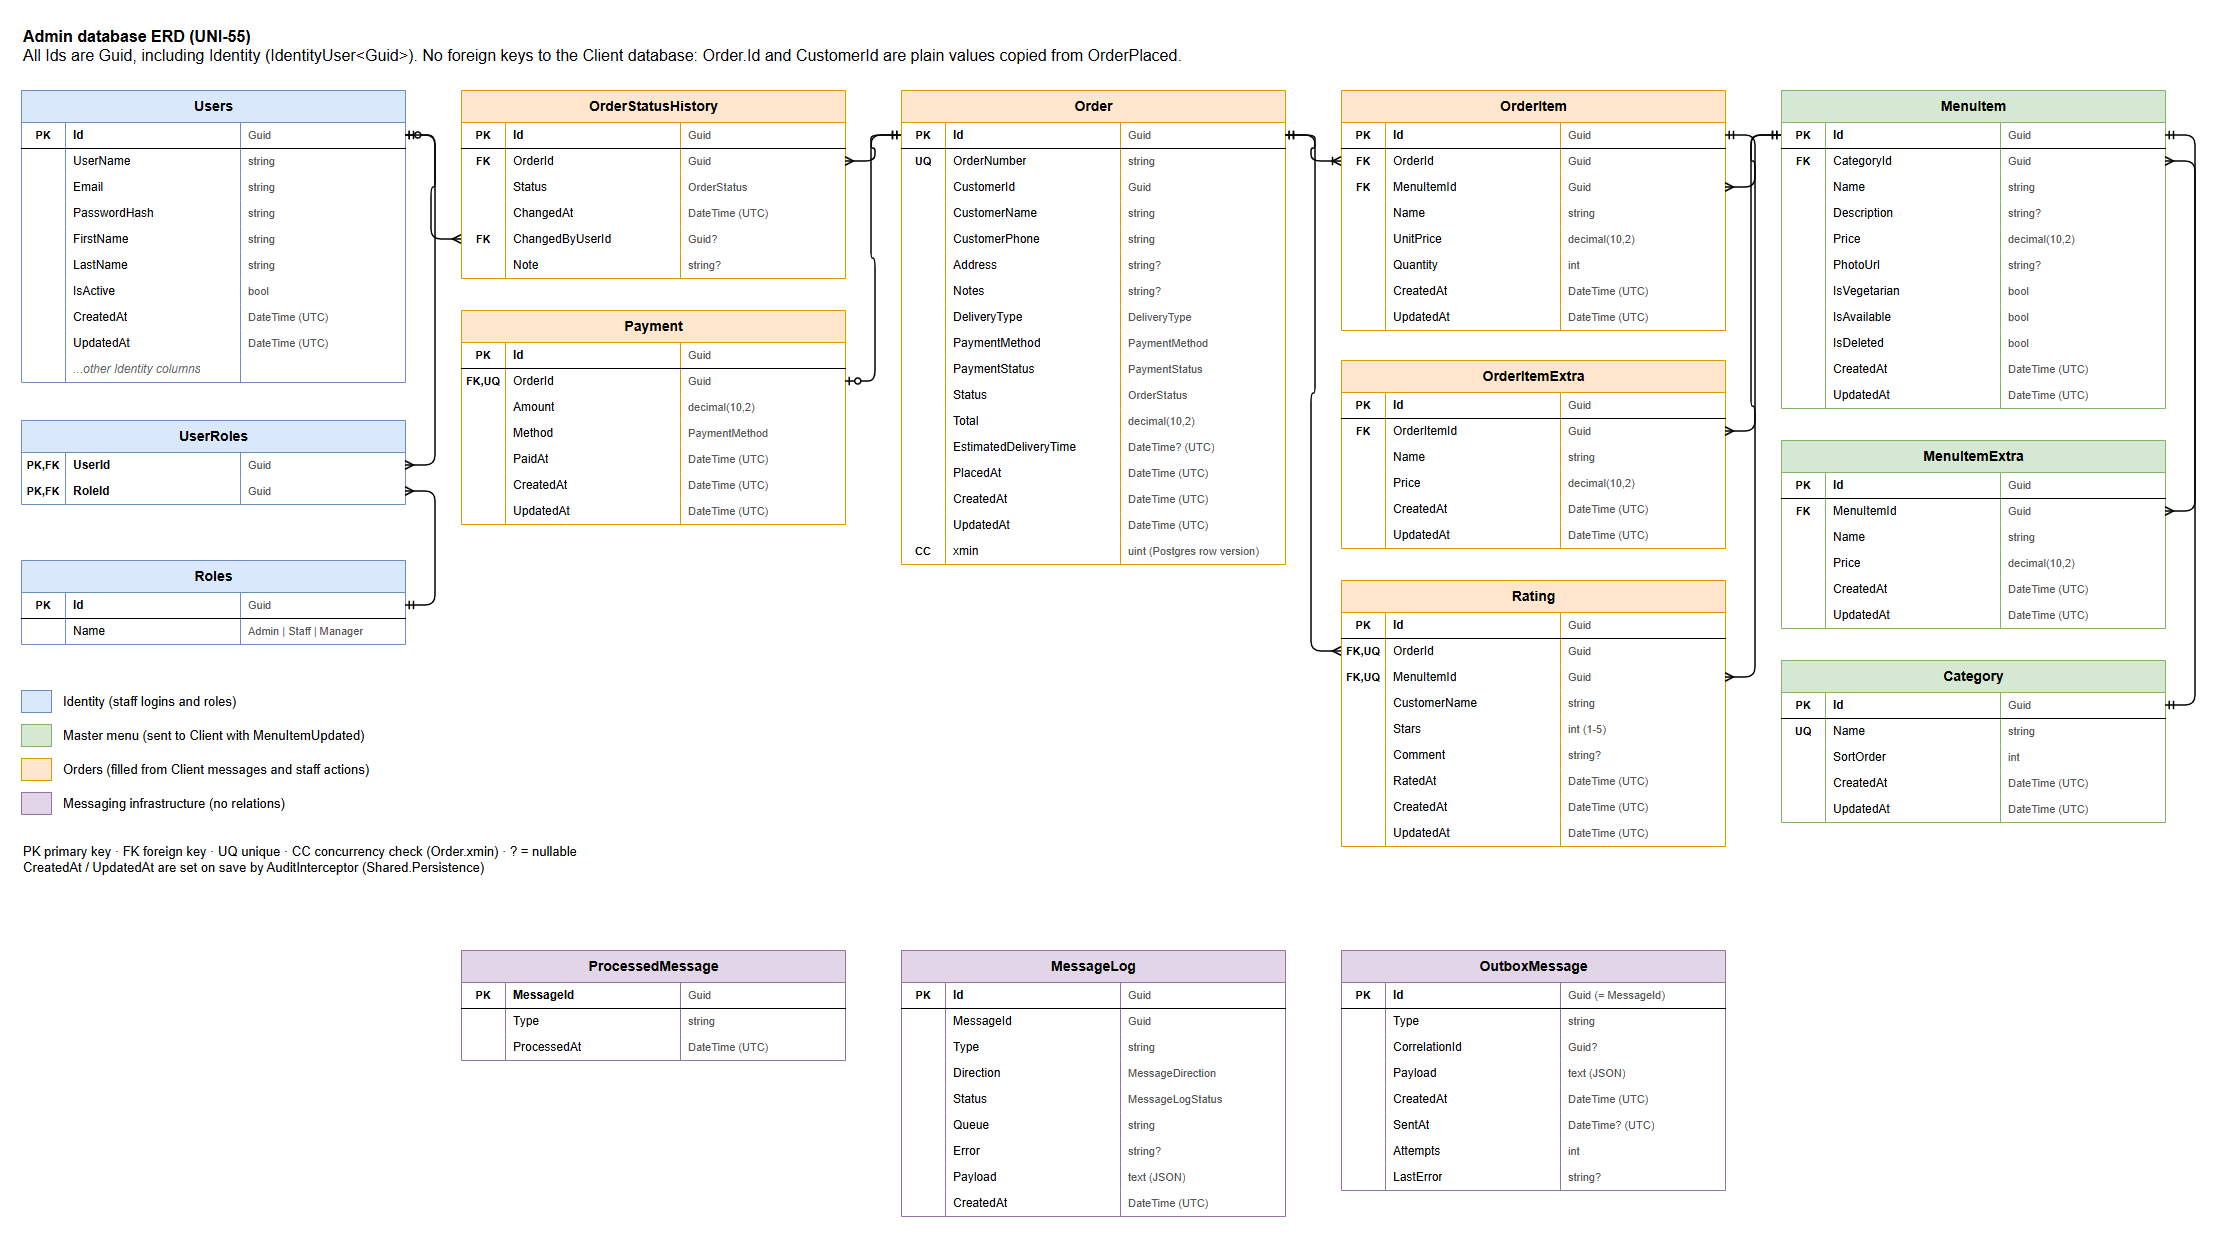 Admin database ERD (UNI-55)
All Ids are Guid, including Identity (IdentityUser<Guid>). No foreign keys to the Client database: Order.Id and CustomerId are plain values copied from OrderPlaced.
Users
PK Id Guid
UserName string
Email string
PasswordHash string
FirstName string
LastName string
IsActive bool
CreatedAt DateTime (UTC)
UpdatedAt DateTime (UTC)
...other Identity columns
UserRoles
PK,FK UserId Guid
PK,FK RoleId Guid
Roles
PK Id Guid
Name Admin | Staff | Manager
Identity (staff logins and roles)
Master menu (sent to Client with MenuItemUpdated)
Orders (filled from Client messages and staff actions)
Messaging infrastructure (no relations)
PK primary key · FK foreign key · UQ unique · CC concurrency check (Order.xmin) · ? = nullable
CreatedAt / UpdatedAt are set on save by AuditInterceptor (Shared.Persistence)
OrderStatusHistory
PK Id Guid
FK OrderId Guid
Status OrderStatus
ChangedAt DateTime (UTC)
FK ChangedByUserId Guid?
Note string?
Payment
PK Id Guid
FK,UQ OrderId Guid
Amount decimal(10,2)
Method PaymentMethod
PaidAt DateTime (UTC)
CreatedAt DateTime (UTC)
UpdatedAt DateTime (UTC)
Order
PK Id Guid
UQ OrderNumber string
CustomerId Guid
CustomerName string
CustomerPhone string
Address string?
Notes string?
DeliveryType DeliveryType
PaymentMethod PaymentMethod
PaymentStatus PaymentStatus
Status OrderStatus
Total decimal(10,2)
EstimatedDeliveryTime DateTime? (UTC)
PlacedAt DateTime (UTC)
CreatedAt DateTime (UTC)
UpdatedAt DateTime (UTC)
CC xmin uint (Postgres row version)
OrderItem
PK Id Guid
FK OrderId Guid
FK MenuItemId Guid
Name string
UnitPrice decimal(10,2)
Quantity int
CreatedAt DateTime (UTC)
UpdatedAt DateTime (UTC)
OrderItemExtra
PK Id Guid
FK OrderItemId Guid
Name string
Price decimal(10,2)
CreatedAt DateTime (UTC)
UpdatedAt DateTime (UTC)
Rating
PK Id Guid
FK,UQ OrderId Guid
FK,UQ MenuItemId Guid
CustomerName string
Stars int (1-5)
Comment string?
RatedAt DateTime (UTC)
CreatedAt DateTime (UTC)
UpdatedAt DateTime (UTC)
MenuItem
PK Id Guid
FK CategoryId Guid
Name string
Description string?
Price decimal(10,2)
PhotoUrl string?
IsVegetarian bool
IsAvailable bool
IsDeleted bool
CreatedAt DateTime (UTC)
UpdatedAt DateTime (UTC)
MenuItemExtra
PK Id Guid
FK MenuItemId Guid
Name string
Price decimal(10,2)
CreatedAt DateTime (UTC)
UpdatedAt DateTime (UTC)
Category
PK Id Guid
UQ Name string
SortOrder int
CreatedAt DateTime (UTC)
UpdatedAt DateTime (UTC)
ProcessedMessage
PK MessageId Guid
Type string
ProcessedAt DateTime (UTC)
MessageLog
PK Id Guid
MessageId Guid
Type string
Direction MessageDirection
Status MessageLogStatus
Queue string
Error string?
Payload text (JSON)
CreatedAt DateTime (UTC)
OutboxMessage
PK Id Guid (= MessageId)
Type string
CorrelationId Guid?
Payload text (JSON)
CreatedAt DateTime (UTC)
SentAt DateTime? (UTC)
Attempts int
LastError string?